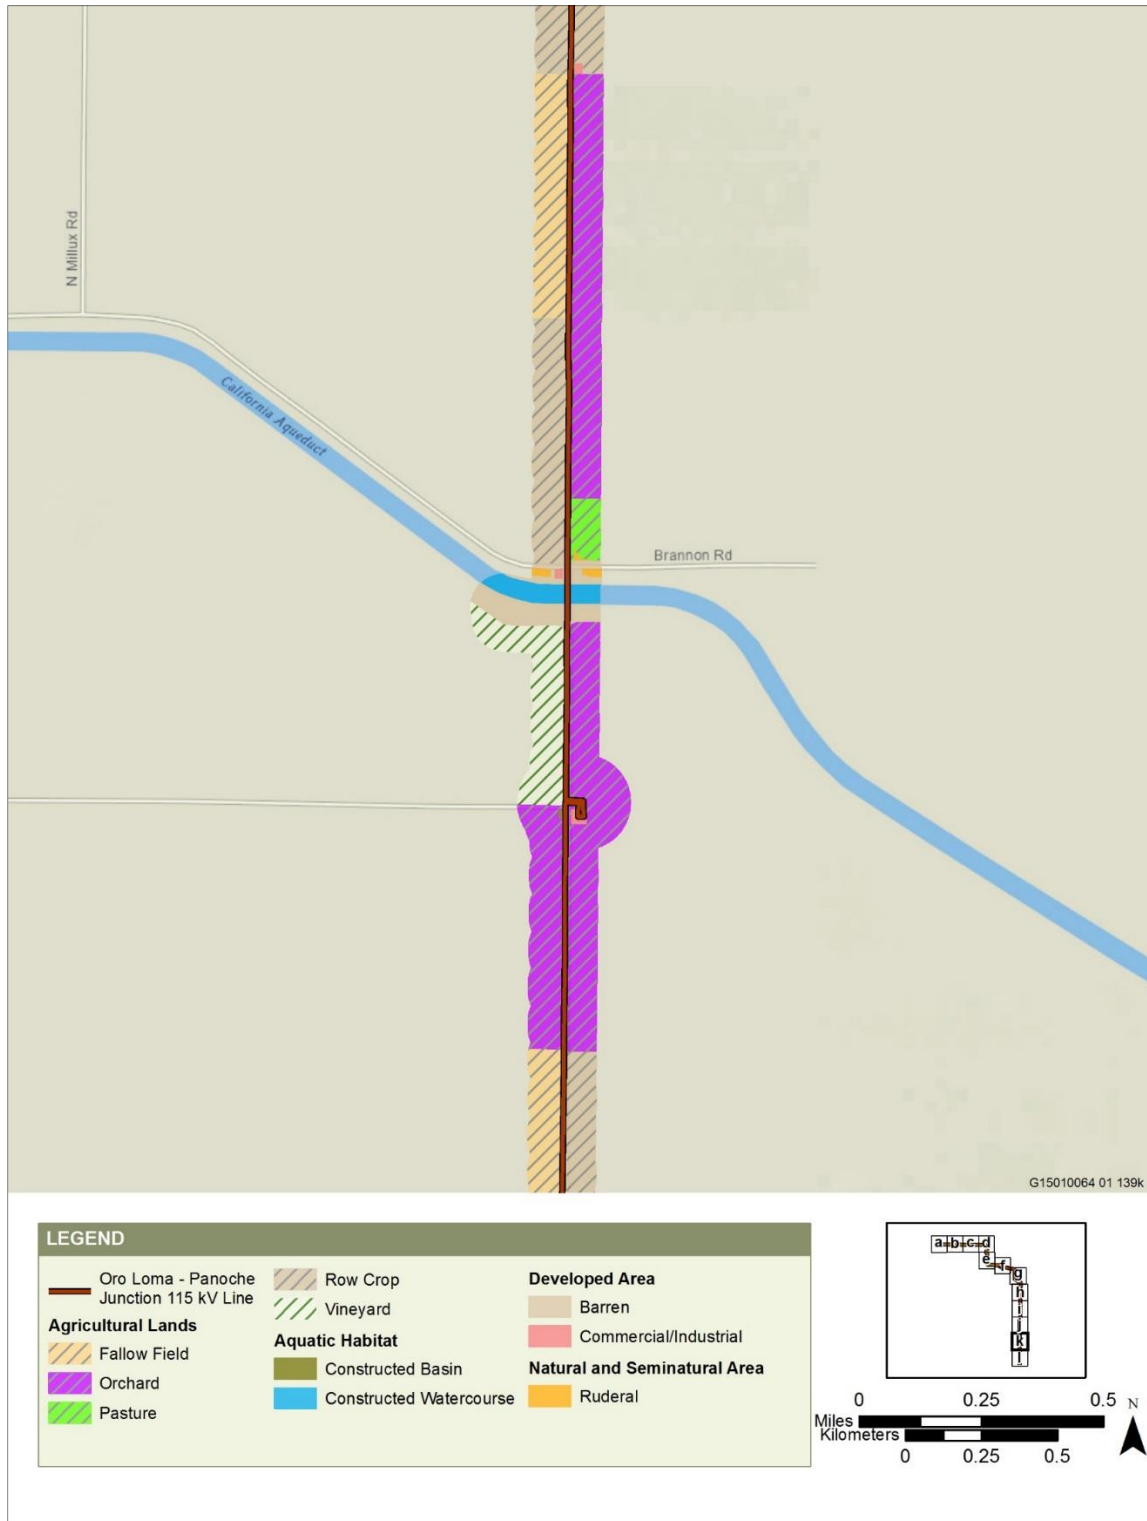 N Millux Rd
California Aqueduct
Brannon Rd
G15010064 01 139k
LEGEND
Oro Loma - Panoche
Junction 115 kV Line
Agricultural Lands
Fallow Field
Orchard
Pasture
Row Crop
Vineyard
Aquatic Habitat
Constructed Basin
Constructed Watercourse
Developed Area
Barren
Commercial/Industrial
Natural and Seminatural Area
Ruderal
a b c d
e f
g
h
i
j
k
l
0 0.25 0.5
Miles
Kilometers
0 0.25 0.5
N